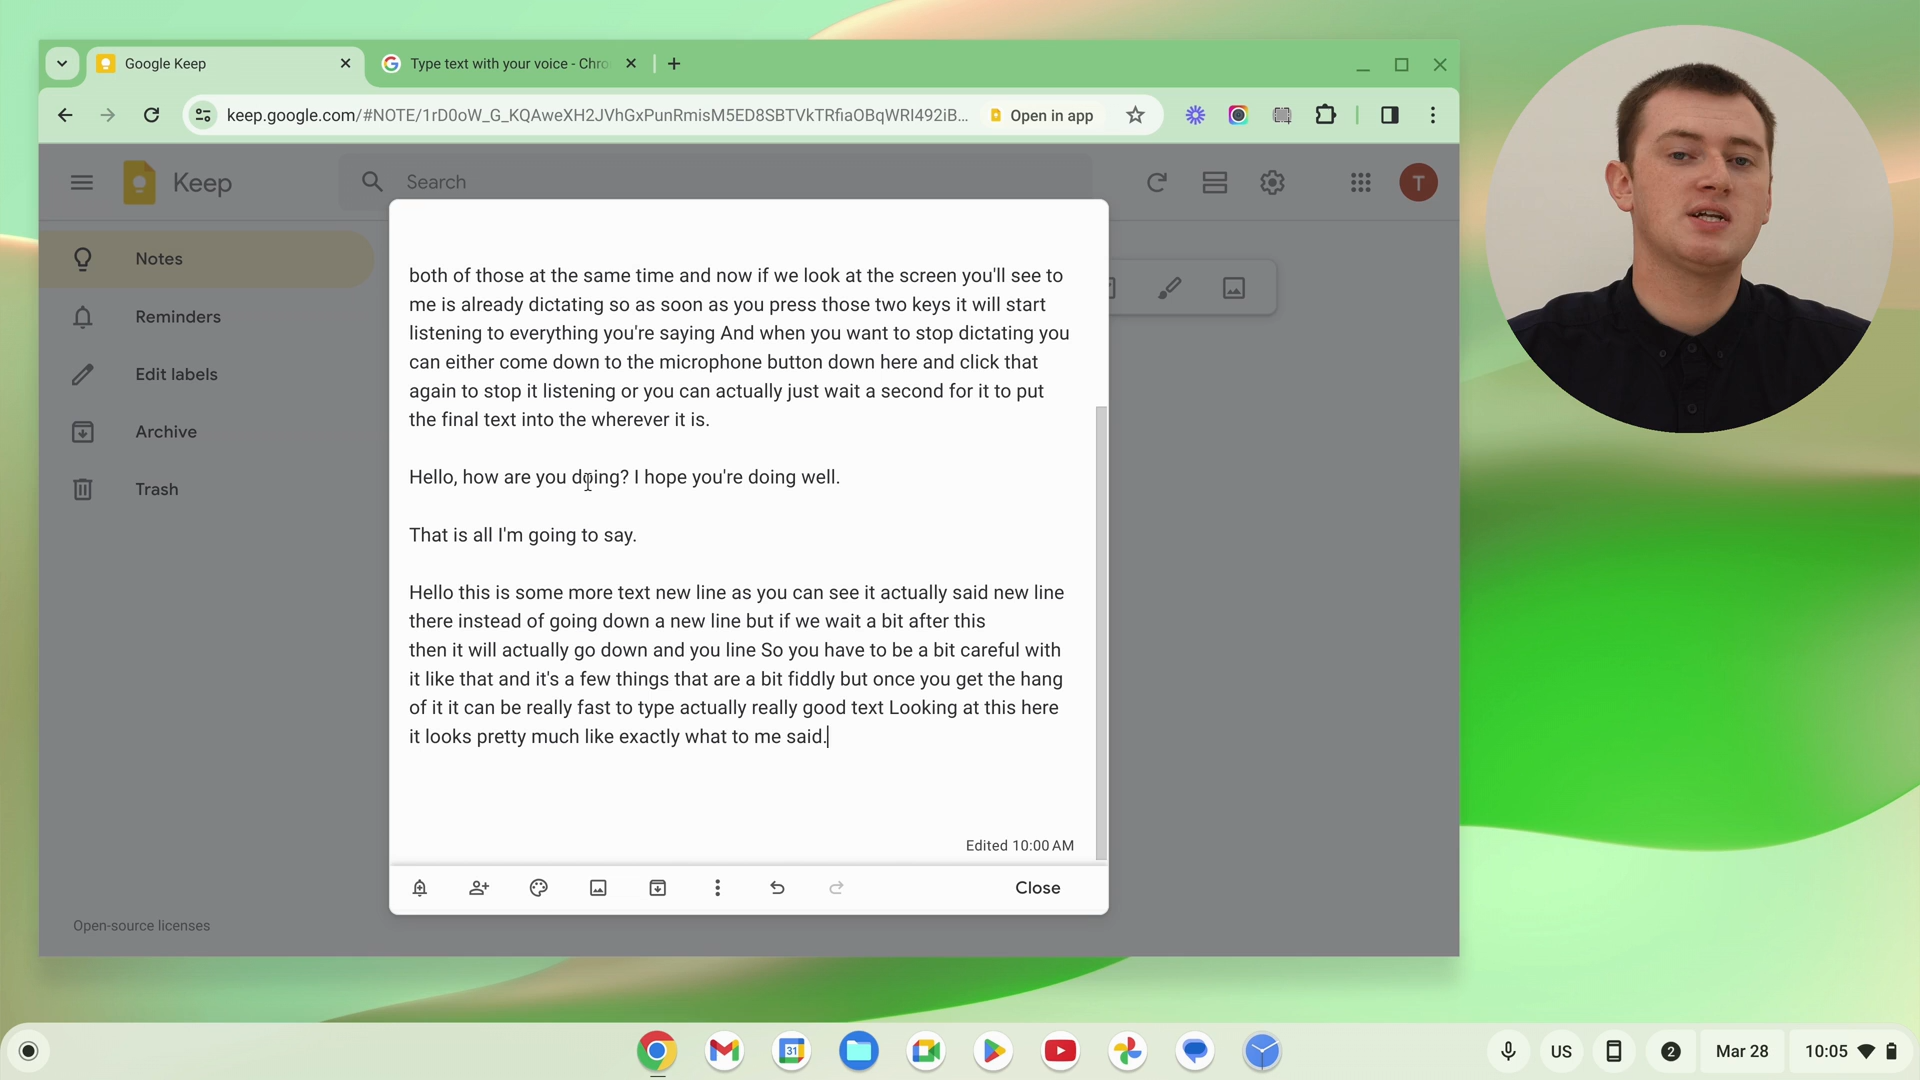 Google Keep
Type text with your voice - Chro
keep.google.com/#NOTE/1rD0oW_G_KQAweXH2JVhGxPunRmisM5ED8SBTVkTRfiaOBqWRI492iB...
Open in app
Keep
Search
T
Notes
Reminders
Edit labels
Archive
Trash
both of those at the same time and now if we look at the screen you'll see to
me is already dictating so as soon as you press those two keys it will start
listening to everything you're saying And when you want to stop dictating you
can either come down to the microphone button down here and click that
again to stop it listening or you can actually just wait a second for it to put
the final text into the wherever it is.
Hello, how are you doing? I hope you're doing well.
That is all I'm going to say.
Hello this is some more text new line as you can see it actually said new line
there instead of going down a new line but if we wait a bit after this
then it will actually go down and you line So you have to be a bit careful with
it like that and it's a few things that are a bit fiddly but once you get the hang
of it it can be really fast to type actually really good text Looking at this here
it looks pretty much like exactly what to me said.
Edited 10:00 AM
Close
Open-source licenses
31
US
2
Mar 28
10:05